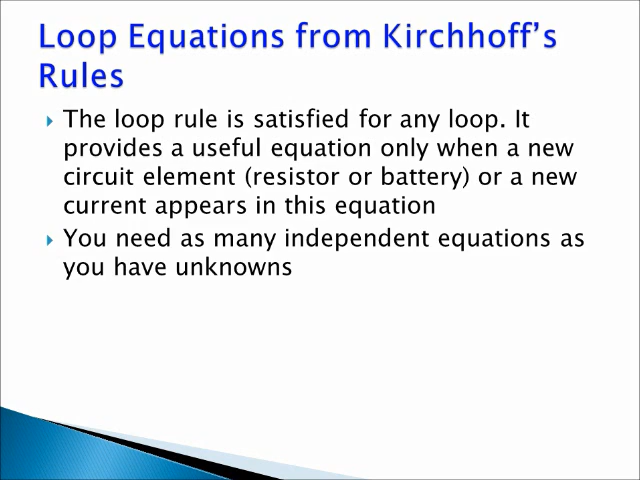 Loop Equations from Kirchhoff’s
Rules
The loop rule is satisfied for any loop. It
provides a useful equation only when a new
circuit element (resistor or battery) or a new
current appears in this equation
You need as many independent equations as
you have unknowns